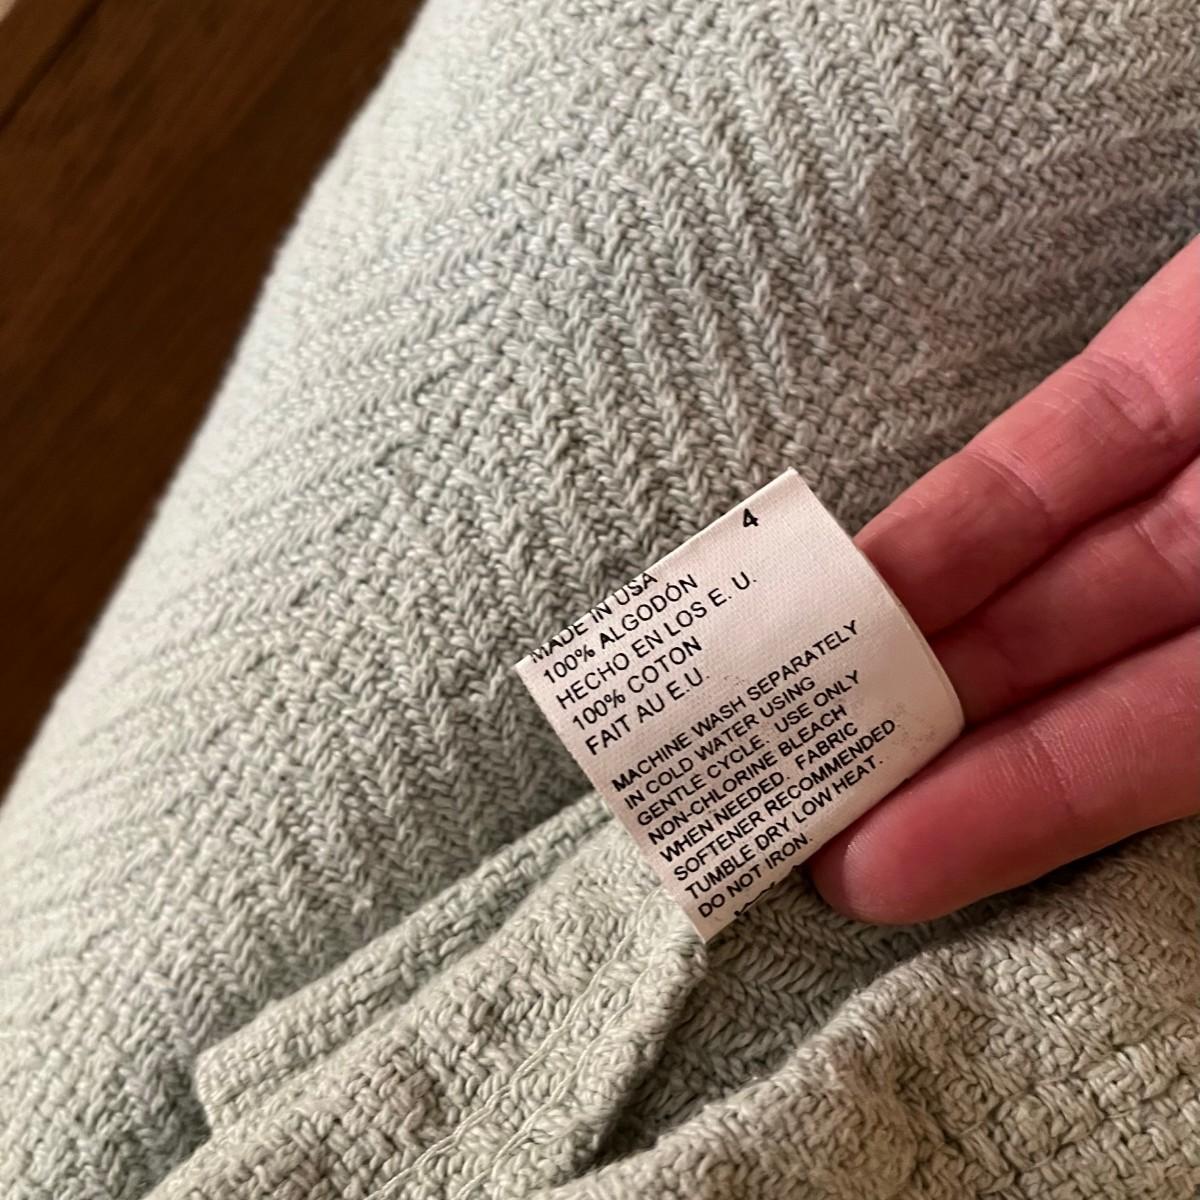 4
MADE IN USA
100% ALGODÓN
HECHO EN LOS E. U.
100% COTON
FAIT AU E.U.
MACHINE WASH SEPARATELY
IN COLD WATER USING
GENTLE CYCLE. USE ONLY
NON-CHLORINE BLEACH
WHEN NEEDED. FABRIC
SOFTENER RECOMMENDED.
TUMBLE DRY LOW HEAT.
DO NOT IRON.